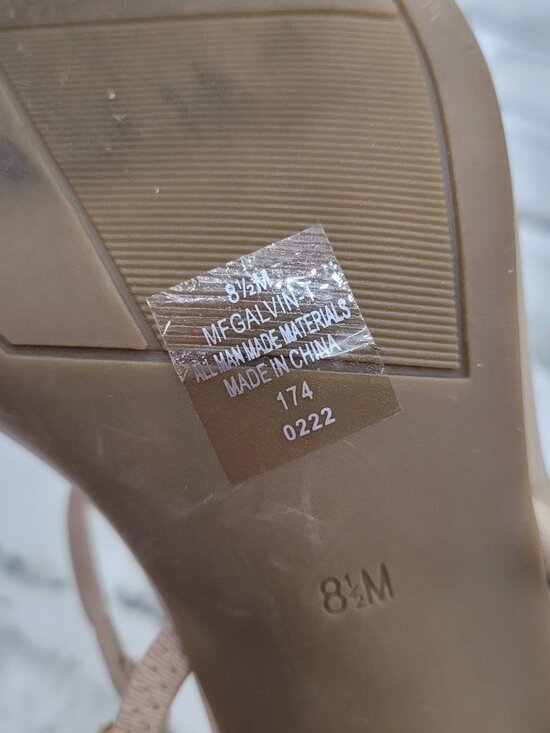 8½M
MFGALVIN-T
ALL MAN MADE MATERIALS
MADE IN CHINA
174
0222
8½M